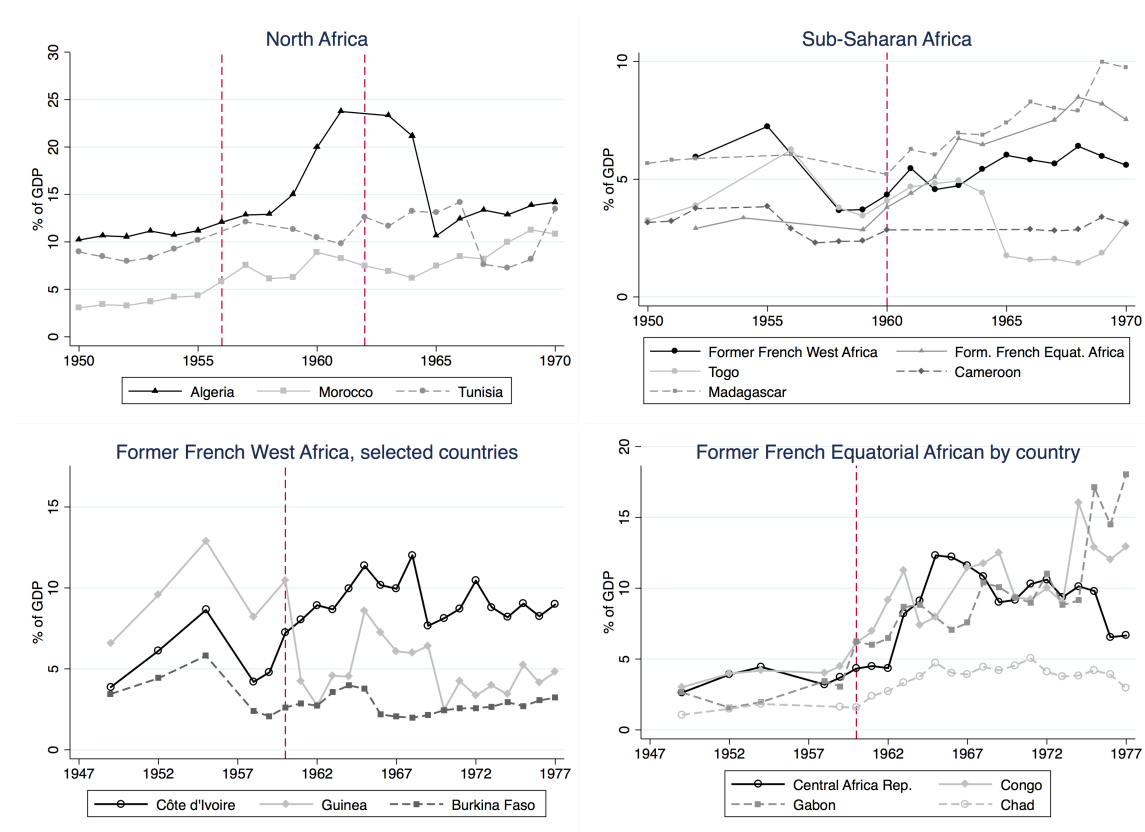 North Africa
% of GDP
30
25
20
15
10
5
0
1950 1955 1960 1965 1970
Algeria Morocco Tunisia
Sub-Saharan Africa
% of GDP
10
5
0
1950 1955 1960 1965 1970
Former French West Africa Form. French Equat. Africa
Togo Cameroon
Madagascar
Former French West Africa, selected countries
% of GDP
15
10
5
0
1947 1952 1957 1962 1967 1972 1977
Côte d'Ivoire Guinea Burkina Faso
Former French Equatorial African by country
% of GDP
20
15
10
5
0
1947 1952 1957 1962 1967 1972 1977
Central Africa Rep. Congo
Gabon Chad